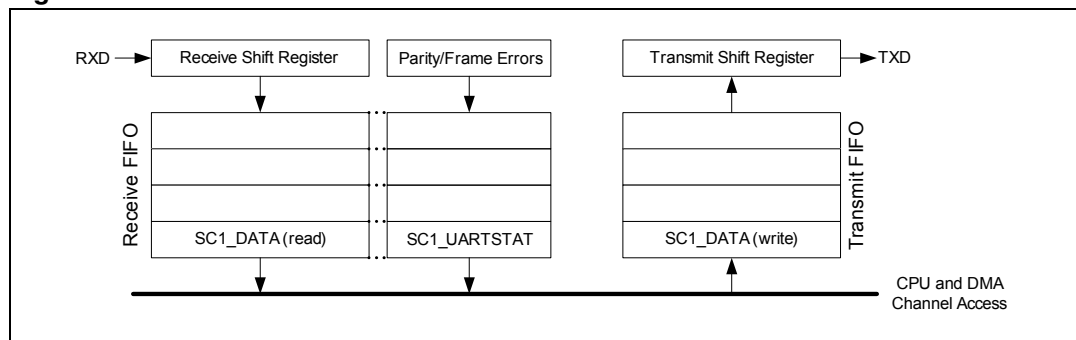 RXD
Receive Shift Register
Parity/Frame Errors
Transmit Shift Register
TXD
Receive FIFO
Transmit FIFO
SC1_DATA (read)
SC1_UARTSTAT
SC1_DATA (write)
CPU and DMA
Channel Access